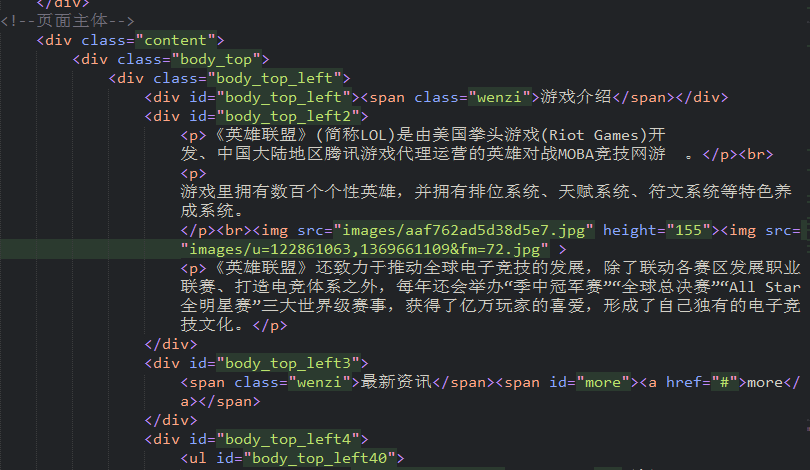 </div>
<!--页面主体-->
<div class="content">
<div class="body_top">
<div class="body_top_left">
<div id="body_top_left"><span class="wenzi">游戏介绍</span></div>
<div id="body_top_left2">
<p>《英雄联盟》(简称LOL)是由美国拳头游戏(Riot Games)开
发、中国大陆地区腾讯游戏代理运营的英雄对战MOBA竞技网游 。</p><br>
<p>
游戏里拥有数百个个性英雄，并拥有排位系统、天赋系统、符文系统等特色养
成系统。
</p><br><img src="images/aaf762ad5d38d5e7.jpg" height="155"><img src=
"images/u=122861063,1369661109&fm=72.jpg" >
<p>《英雄联盟》还致力于推动全球电子竞技的发展，除了联动各赛区发展职业
联赛、打造电竞体系之外，每年还会举办“季中冠军赛”“全球总决赛”“All Star
全明星赛”三大世界级赛事，获得了亿万玩家的喜爱，形成了自己独有的电子竞
技文化。</p>
</div>
<div id="body_top_left3">
<span class="wenzi">最新资讯</span><span id="more"><a href="#">more</
a></span>
</div>
<div id="body_top_left4">
<ul id="body_top_left40">